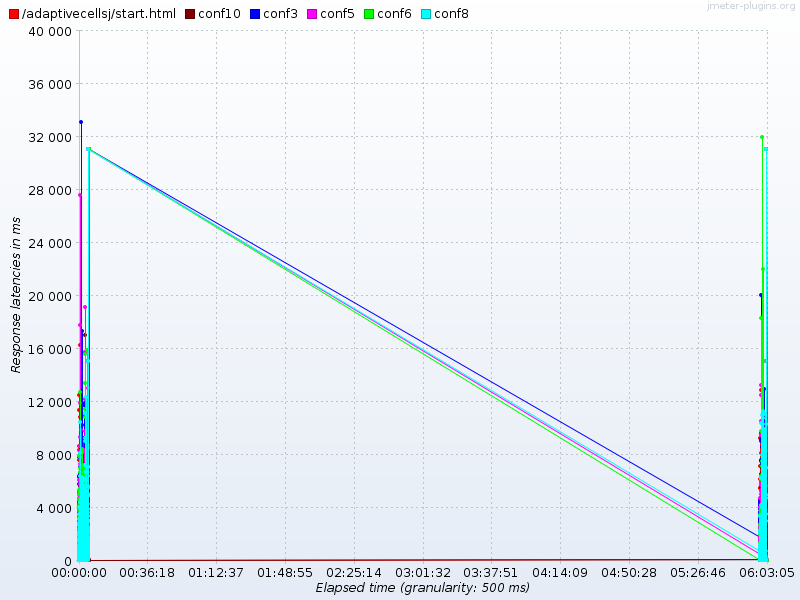 jmeter-plugins.org
/adaptivecellsj/start.html conf10 conf3 conf5 conf6 conf8
40 000
36 000
32 000
28 000
24 000
20 000
16 000
12 000
8 000
4 000
0
Response latencies in ms
00:00:00 00:36:18 01:12:37 01:48:55 02:25:14 03:01:32 03:37:51 04:14:09 04:50:28 05:26:46 06:03:05
Elapsed time (granularity: 500 ms)